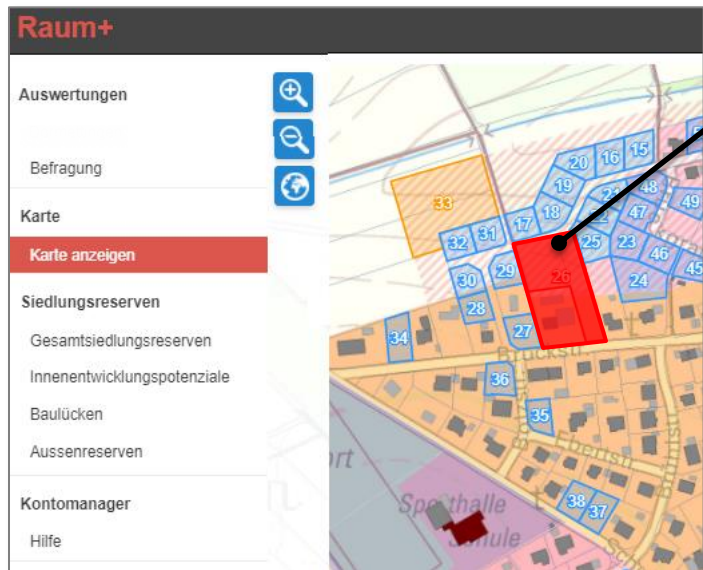 Raum+
Auswertungen
Befragung
Karte
Karte anzeigen
Siedlungsreserven
Gesamtsiedlungsreserven
Innenentwicklungspotenziale
Baulücken
Aussenreserven
Kontomanager
Hilfe
20
16
15
19
48
49
33
17
18
22
47
32
31
25
23
46
45
30
29
26
24
28
27
34
Brückstr.
36
35
38
37